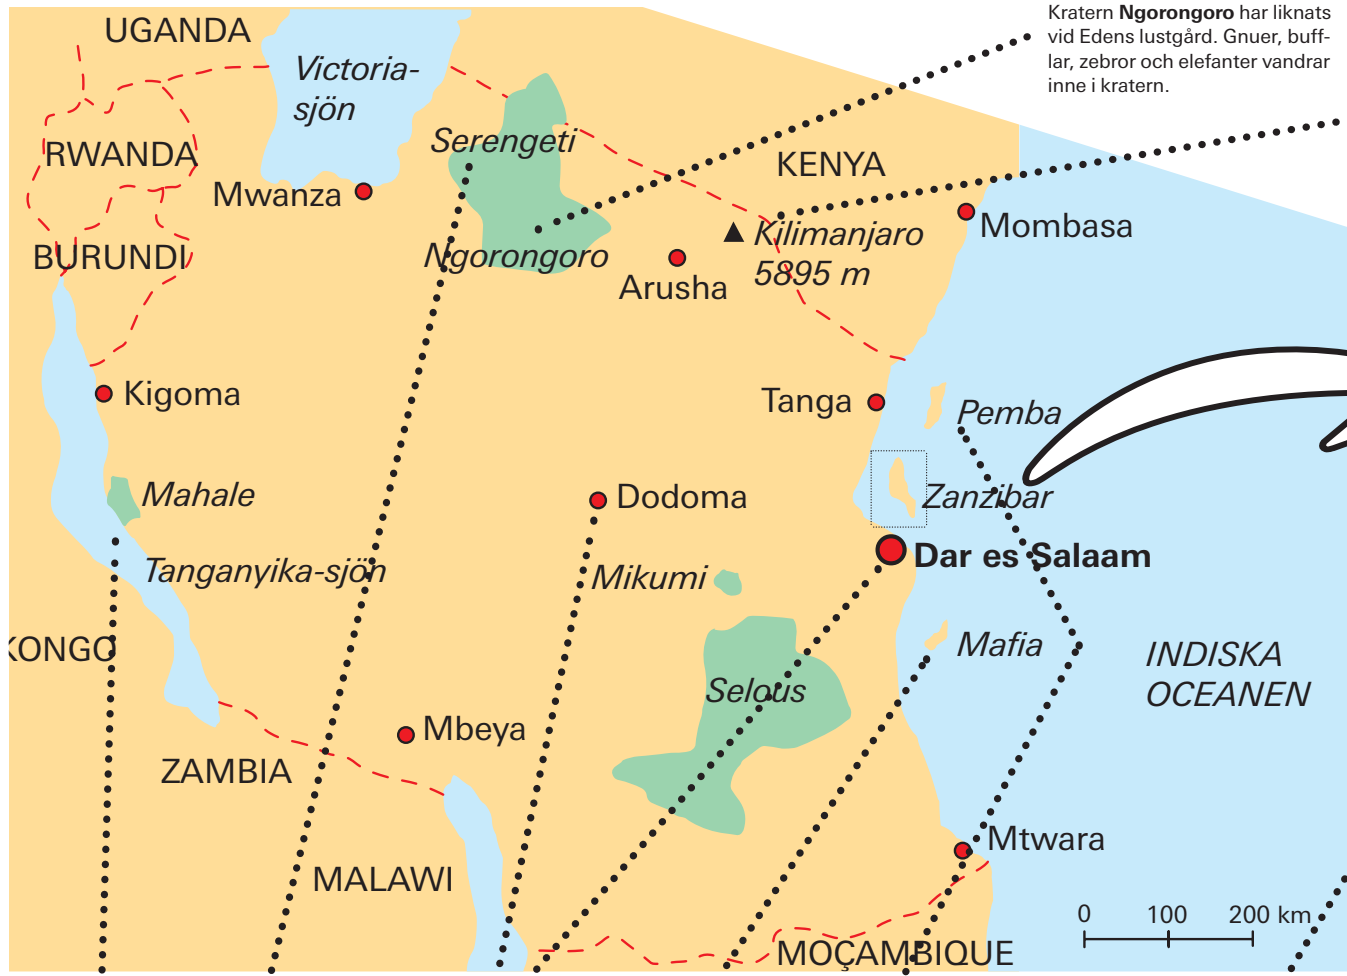 Kratern Ngorongoro har liknats
vid Edens lustgård. Gnuer, buff-
lar, zebror och elefanter vandrar
inne i kratern.
UGANDA
Victoria-
sjön
Serengeti
RWANDA
KENYA
Mwanza
Mombasa
Kilimanjaro
5895 m
BURUNDI
Ngorongoro
Arusha
Kigoma
Tanga
Pemba
Mahale
Dodoma
Zanzibar
Dar es Salaam
Tanganyika-sjön
Mikumi
KONGO
Mafia
INDISKA
OCEANEN
Selous
Mbeya
ZAMBIA
Mtwara
MALAWI
0 100 200 km
MOÇAMBIQUE